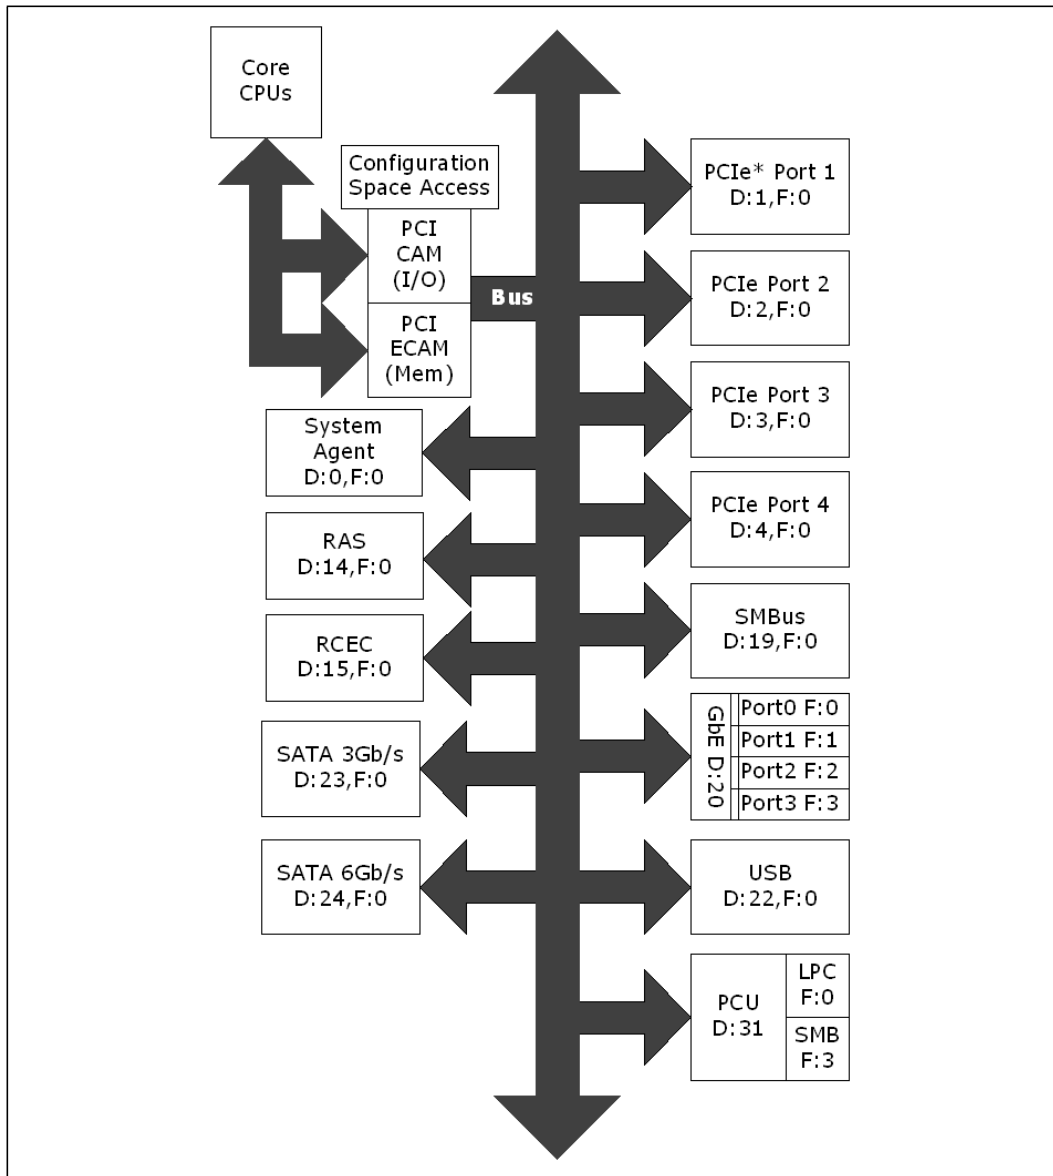 Core
CPUs
Configuration
Space Access
PCI
CAM
(I/O)
PCI
ECAM
(Mem)
Bus
System
Agent
D:0,F:0
RAS
D:14,F:0
RCEC
D:15,F:0
SATA 3Gb/s
D:23,F:0
SATA 6Gb/s
D:24,F:0
PCIe* Port 1
D:1,F:0
PCIe Port 2
D:2,F:0
PCIe Port 3
D:3,F:0
PCIe Port 4
D:4,F:0
SMBus
D:19,F:0
GbE D:20
Port0 F:0
Port1 F:1
Port2 F:2
Port3 F:3
USB
D:22,F:0
PCU
D:31
LPC
F:0
SMB
F:3